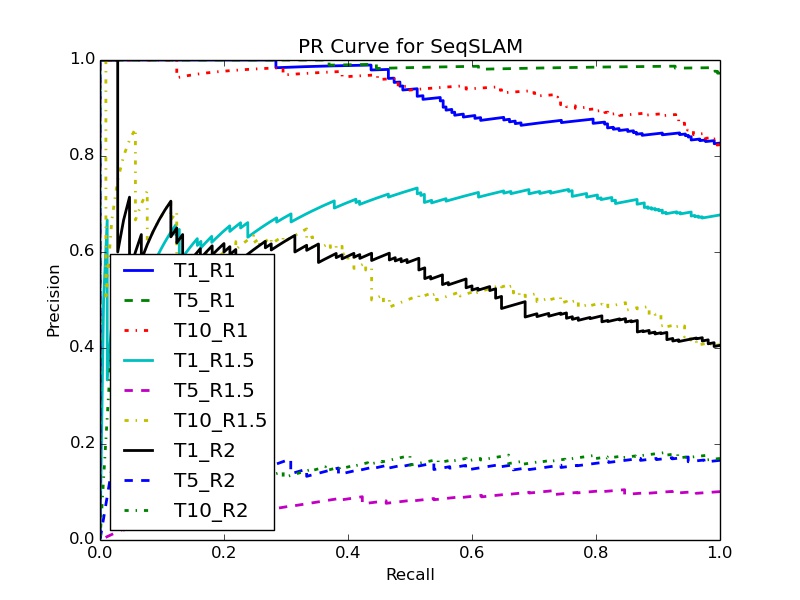 PR Curve for SeqSLAM
1.0
0.8
0.6
0.4
0.2
0.0
Precision
T1_R1
T5_R1
T10_R1
T1_R1.5
T5_R1.5
T10_R1.5
T1_R2
T5_R2
T10_R2
0.0 0.2 0.4 0.6 0.8 1.0
Recall